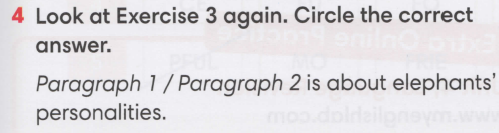 4 Look at Exercise 3 again. Circle the correct
answer.
Paragraph 1 / Paragraph 2 is about elephants'
personalities.